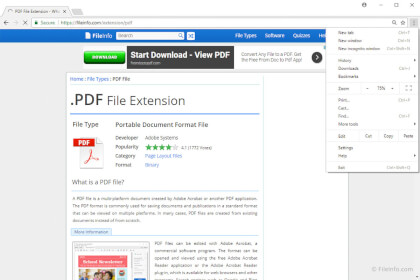 PDF File Extension - Wh
Secure https://fileinfo.com/extension/pdf
FileInfo
File Types Software Quizzes
DOWNLOAD
Start Download - View PDF
Convert Any File to a PDF. Get the Free From Doc to Pdf App!
Home : File Types : PDF File
.PDF File Extension
File Type
Portable Document Format File
PDF
Developer Adobe Systems
Popularity 4.1 (1772 Votes)
Category Page Layout Files
Format Binary
What is a PDF file?
A PDF file is a multi-platform document created by Adobe Acrobat or another PDF application.
The PDF format is commonly used for saving documents and publications in a standard format
that can be viewed on multiple platforms. In many cases, PDF files are created from existing
documents instead of from scratch.
More Information
Related Newsletter
PDF files can be edited with Adobe Acrobat, a
commercial software program. The format can be
opened and viewed using the free Adobe Acrobat
Reader application or the Adobe Acrobat Reader
plug-in, which is available for web browsers and other
New tab Ctrl+T
New window Ctrl+N
New incognito window Ctrl+Shift+N
History
Downloads Ctrl+J
Bookmarks
Zoom - 75% +
Print... Ctrl+P
Cast...
Find... Ctrl+F
More tools
Edit Cut Copy Paste
Settings
Help
Exit Ctrl+Shift+Q
© FileInfo.com